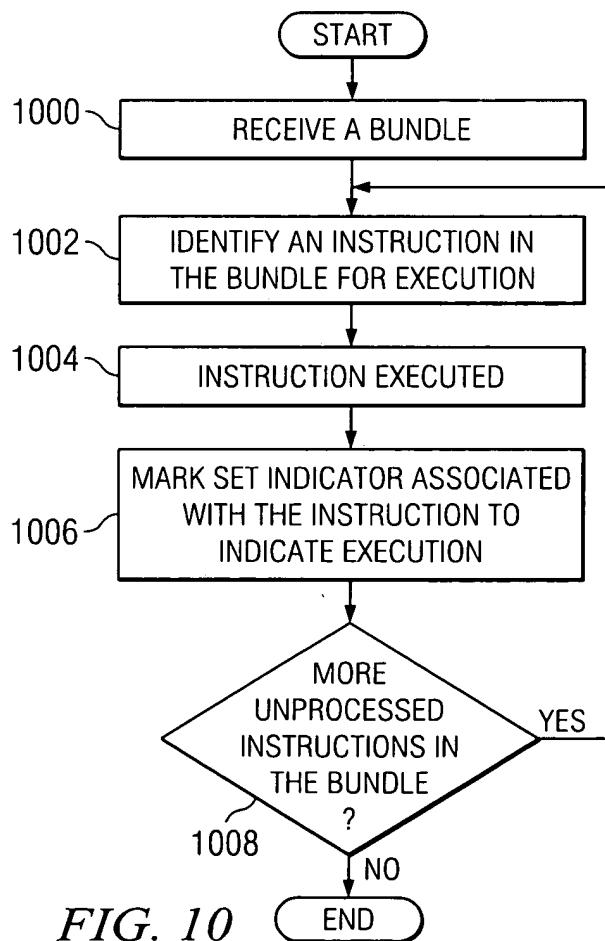 START
1000
RECEIVE A BUNDLE
1002
IDENTIFY AN INSTRUCTION IN
THE BUNDLE FOR EXECUTION
1004
INSTRUCTION EXECUTED
1006
MARK SET INDICATOR ASSOCIATED
WITH THE INSTRUCTION TO
INDICATE EXECUTION
MORE
UNPROCESSED
INSTRUCTIONS IN
THE BUNDLE
?
YES
1008
NO
FIG. 10
END